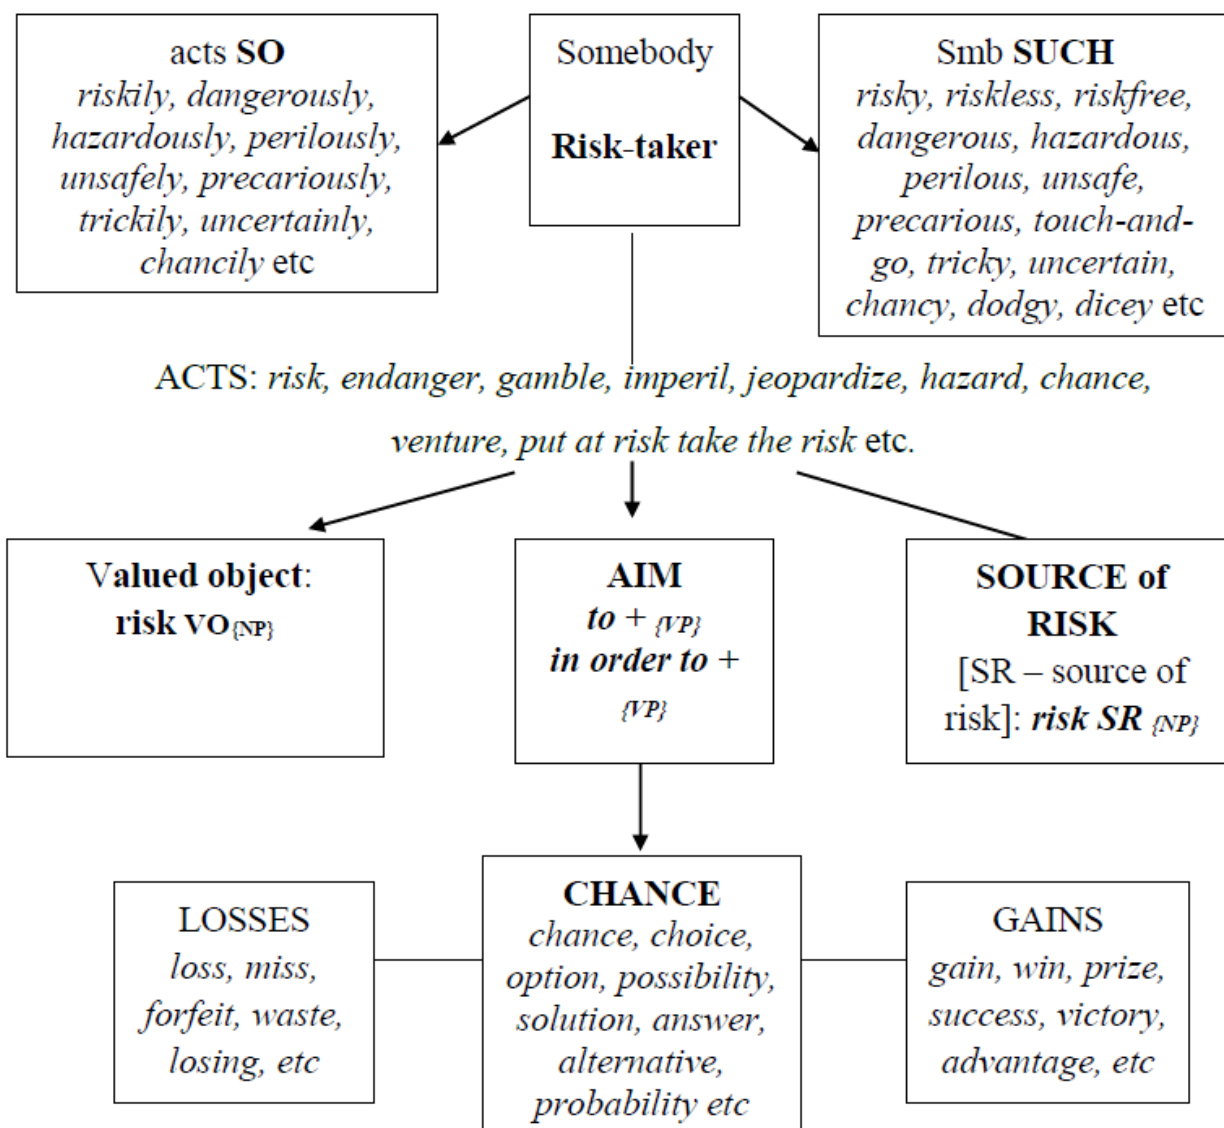 acts SO
riskily, dangerously,
hazardously, perilously,
unsafely, precariously,
trickily, uncertainly,
chancily etc
Somebody
Risk-taker
Smb SUCH
risky, riskless, riskfree,
dangerous, hazardous,
perilous, unsafe,
precarious, touch-and-
go, tricky, uncertain,
chancy, dodgy, dicey etc
ACTS: risk, endanger, gamble, imperil, jeopardize, hazard, chance,
venture, put at risk take the risk etc.
Valued object:
risk VO{NP}
AIM
to + {VP}
in order to +
{VP}
SOURCE of
RISK
[SR – source of
risk]: risk SR {NP}
LOSSES
loss, miss,
forfeit, waste,
losing, etc
CHANCE
chance, choice,
option, possibility,
solution, answer,
alternative,
probability etc
GAINS
gain, win, prize,
success, victory,
advantage, etc